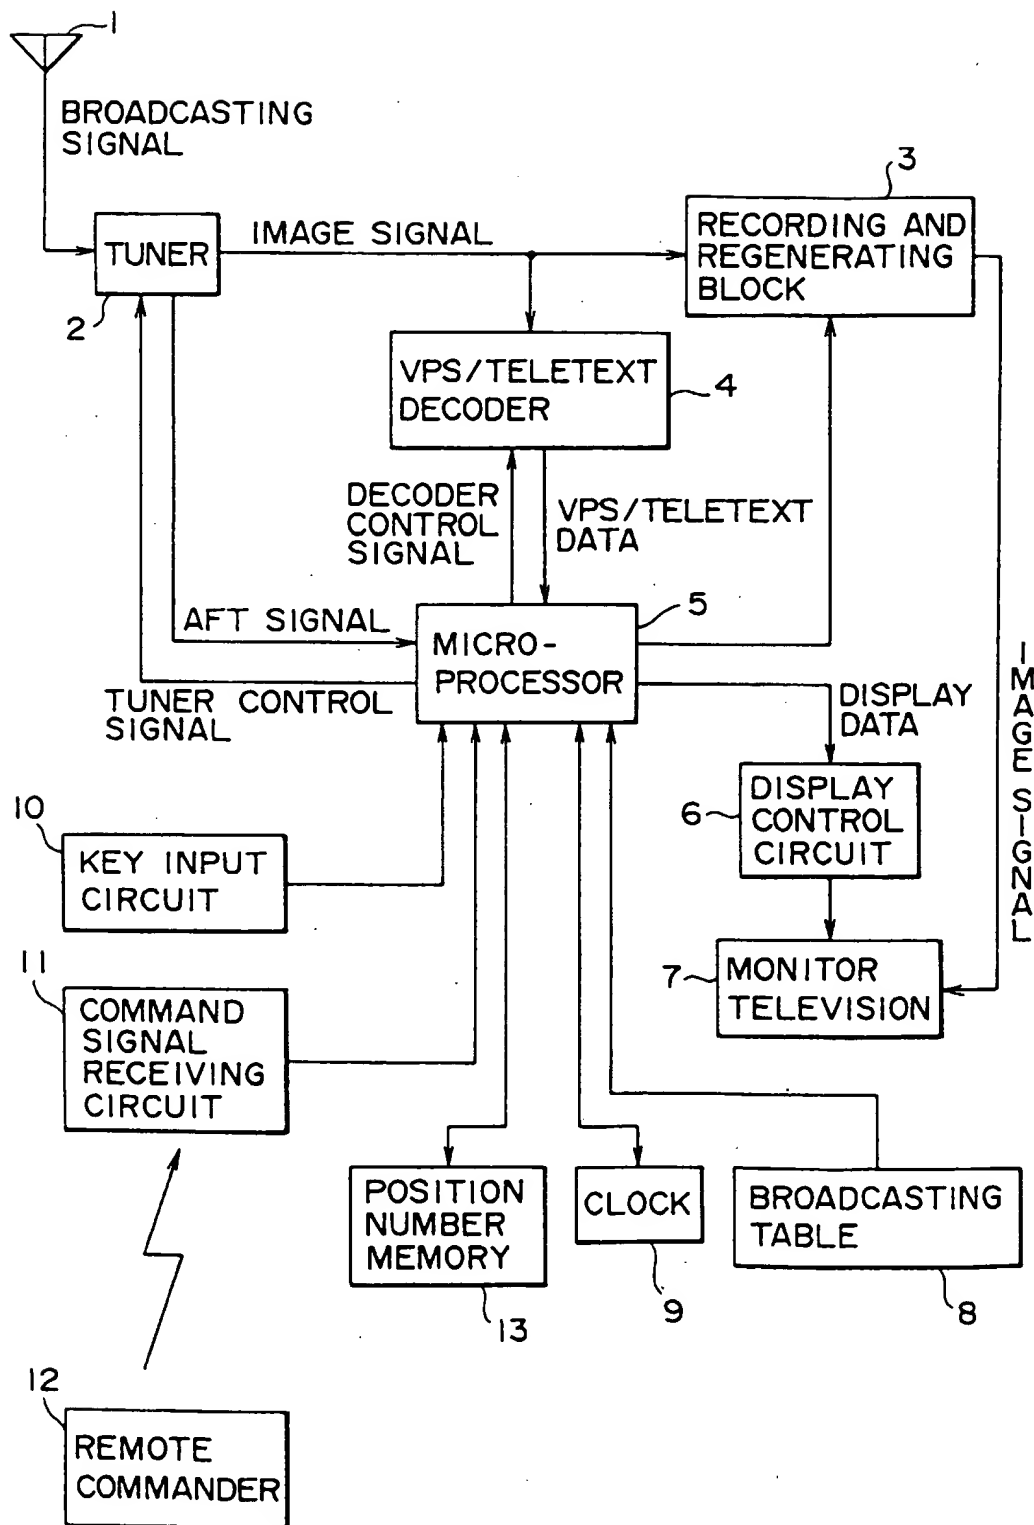 1
BROADCASTING
SIGNAL
3
TUNER
2
IMAGE SIGNAL
RECORDING AND
REGENERATING
BLOCK
VPS/TELETEXT
DECODER
4
DECODER
CONTROL
SIGNAL
VPS/TELETEXT
DATA
AFT SIGNAL
5
MICRO-
PROCESSOR
TUNER CONTROL
SIGNAL
DISPLAY
DATA
IMAGE SIGNAL
10
KEY INPUT
CIRCUIT
6
DISPLAY
CONTROL
CIRCUIT
11
COMMAND
SIGNAL
RECEIVING
CIRCUIT
7
MONITOR
TELEVISION
POSITION
NUMBER
MEMORY
13
CLOCK
9
BROADCASTING
TABLE
8
12
REMOTE
COMMANDER